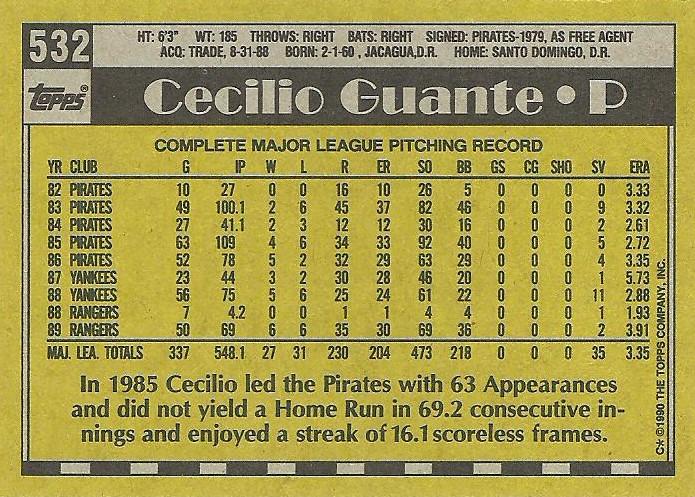 532
HT: 6'3" WT: 185 THROWS: RIGHT BATS: RIGHT SIGNED: PIRATES-1979, AS FREE AGENT
ACQ: TRADE, 8-31-88 BORN: 2-1-60, JACAGUA,D.R. HOME: SANTO DOMINGO, D.R.
TOPPS®
Cecilio Guante • P
COMPLETE MAJOR LEAGUE PITCHING RECORD
YR CLUB G IP W L R ER SO BB GS CG SHO SV ERA
82 PIRATES 10 27 0 0 16 10 26 5 0 0 0 0 3.33
83 PIRATES 49 100.1 2 6 45 37 82 46 0 0 0 9 3.32
84 PIRATES 27 41.1 2 3 12 12 30 16 0 0 0 2 2.61
85 PIRATES 63 109 4 6 34 33 92 40 0 0 0 5 2.72
86 PIRATES 52 78 5 2 32 29 63 29 0 0 0 4 3.35
87 YANKEES 23 44 3 2 30 28 46 20 0 0 0 1 5.73
88 YANKEES 56 75 5 6 25 24 61 22 0 0 0 11 2.88
88 RANGERS 7 4.2 0 0 1 1 4 4 0 0 0 1 1.93
89 RANGERS 50 69 6 6 35 30 69 36 0 0 0 2 3.91
MAJ. LEA. TOTALS 337 548.1 27 31 230 204 473 218 0 0 0 35 3.35
In 1985 Cecilio led the Pirates with 63 Appearances
and did not yield a Home Run in 69.2 consecutive in-
nings and enjoyed a streak of 16.1 scoreless frames.
C* ©1990 THE TOPPS COMPANY, INC.